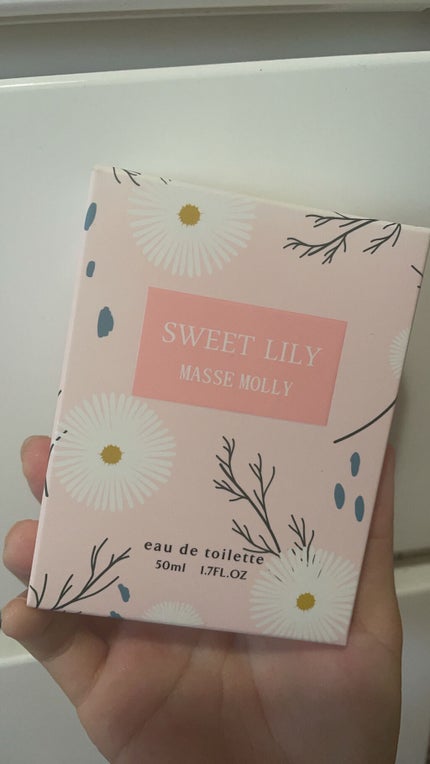 SWEET LILY
MASSE MOLLY
eau de toilette
50ml 1.7FL.OZ